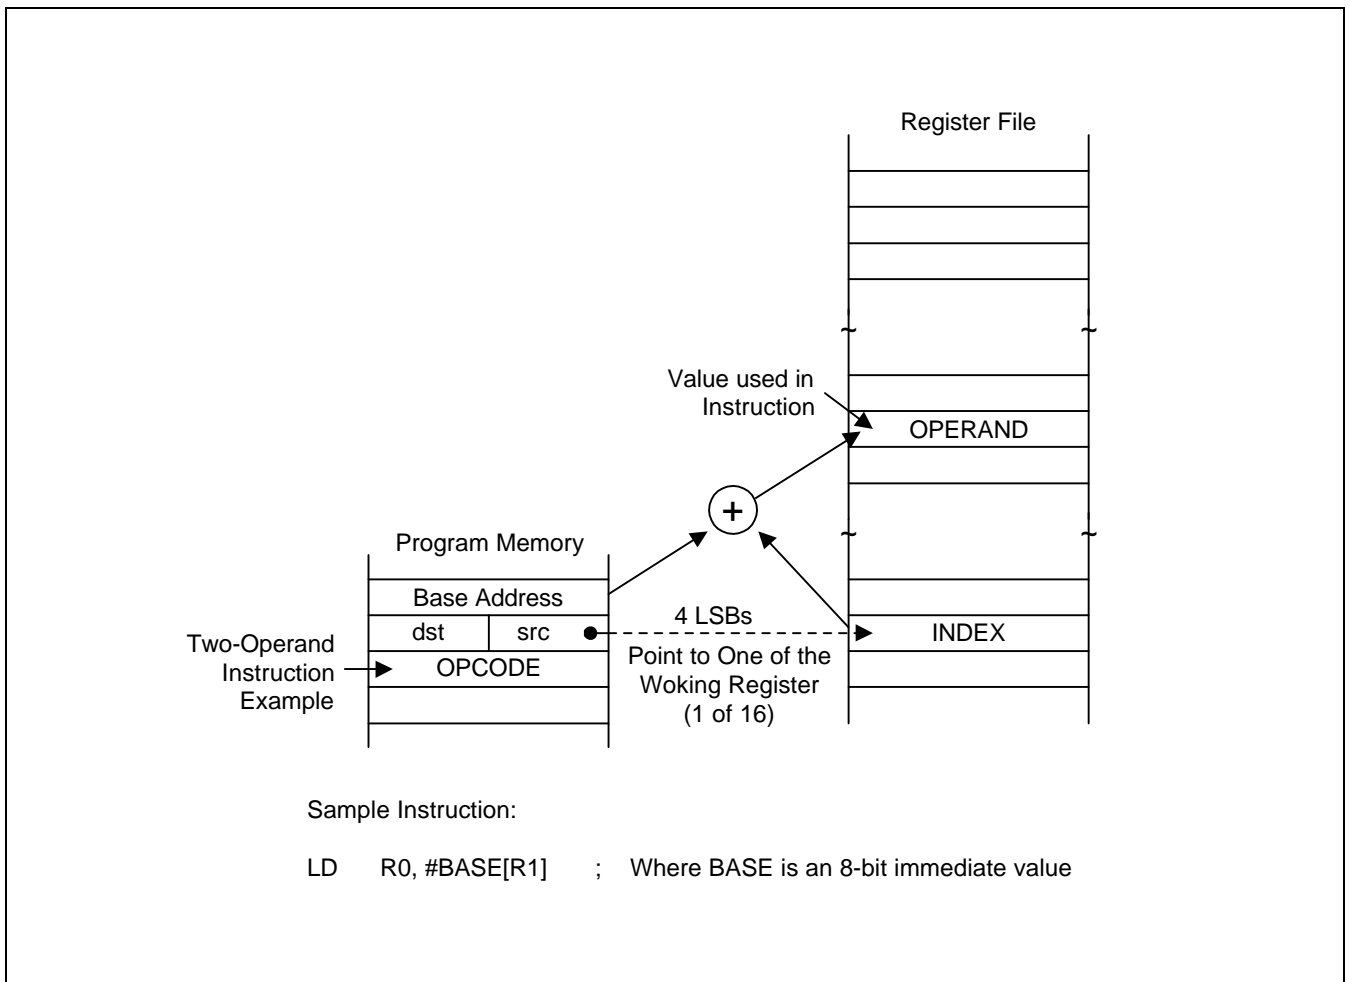 Register File
Value used in
Instruction
OPERAND
+
Program Memory
Base Address
4 LSBs
dst src
INDEX
Two-Operand
Instruction
Example
OPCODE
Point to One of the
Woking Register
(1 of 16)
Sample Instruction:
LD R0, #BASE[R1] ; Where BASE is an 8-bit immediate value